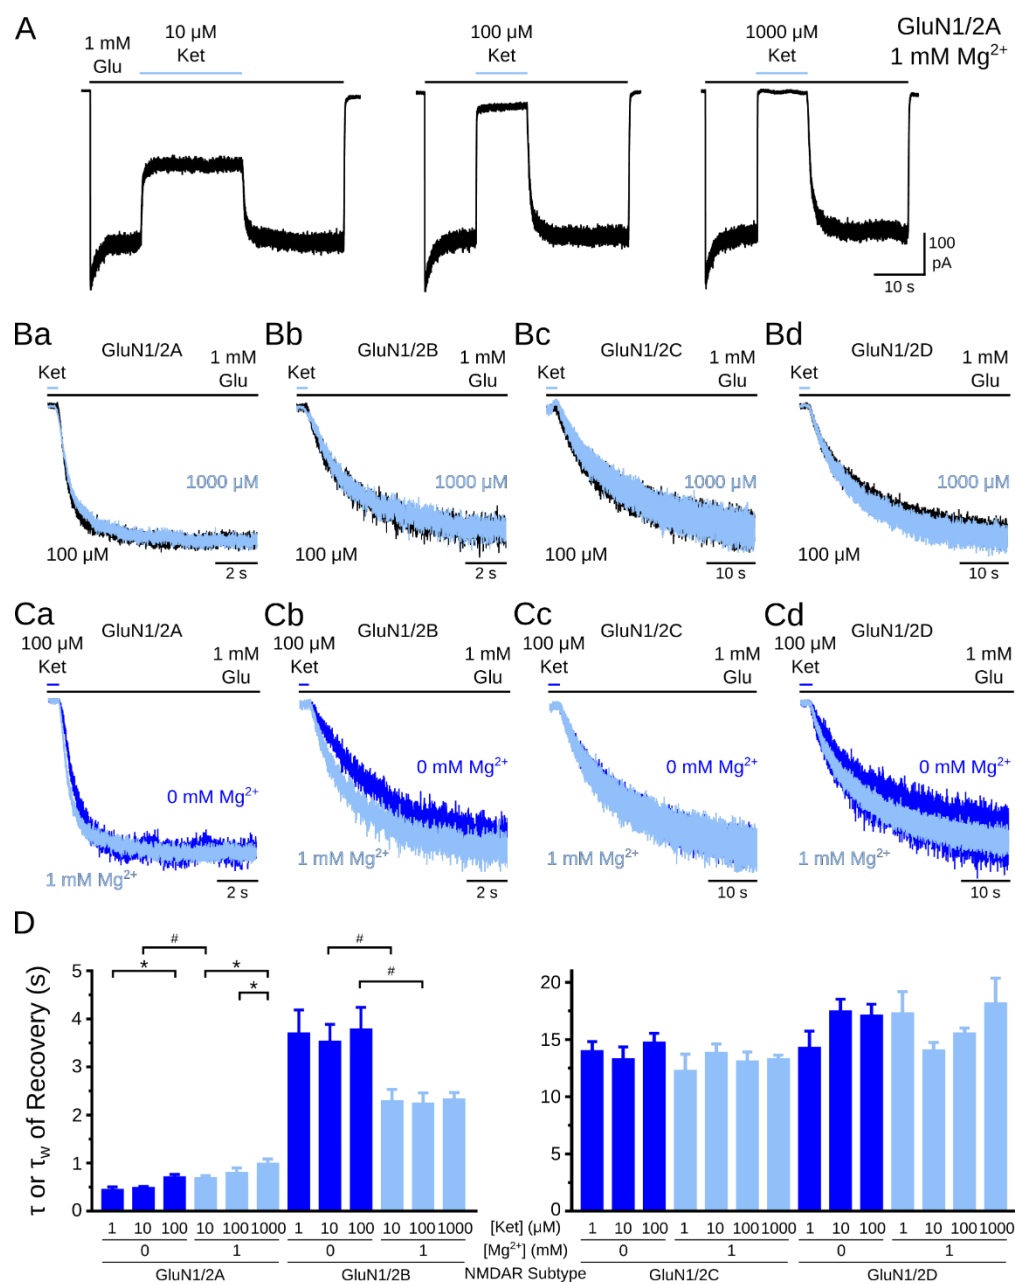 A
1 mM
Glu
10 μM
Ket
100 μM
Ket
1000 μM
Ket
GluN1/2A
1 mM Mg²⁺
100
pA
10 s
Ba
GluN1/2A
Ket
1 mM
Glu
1000 μM
100 μM
2 s
Bb
GluN1/2B
Ket
1 mM
Glu
1000 μM
100 μM
2 s
Bc
GluN1/2C
Ket
1 mM
Glu
1000 μM
100 μM
10 s
Bd
GluN1/2D
Ket
1 mM
Glu
1000 μM
100 μM
10 s
Ca
GluN1/2A
100 μM
Ket
1 mM
Glu
0 mM Mg²⁺
1 mM Mg²⁺
2 s
Cb
GluN1/2B
100 μM
Ket
1 mM
Glu
0 mM Mg²⁺
1 mM Mg²⁺
2 s
Cc
GluN1/2C
100 μM
Ket
1 mM
Glu
0 mM Mg²⁺
1 mM Mg²⁺
10 s
Cd
GluN1/2D
100 μM
Ket
1 mM
Glu
0 mM Mg²⁺
1 mM Mg²⁺
10 s
D
τ or τw of Recovery (s)
5
4
3
2
1
0
#
*
*
*
#
#
20
15
10
5
0
1 10 100 10 100 1000 1 10 100 10 100 1000 [Ket] (μM) 1 10 100 1 10 100 1000 1 10 100 1 10 100 1000
0 1 0 1 [Mg²⁺] (mM) 0 1 0 1
GluN1/2A GluN1/2B NMDAR Subtype GluN1/2C GluN1/2D